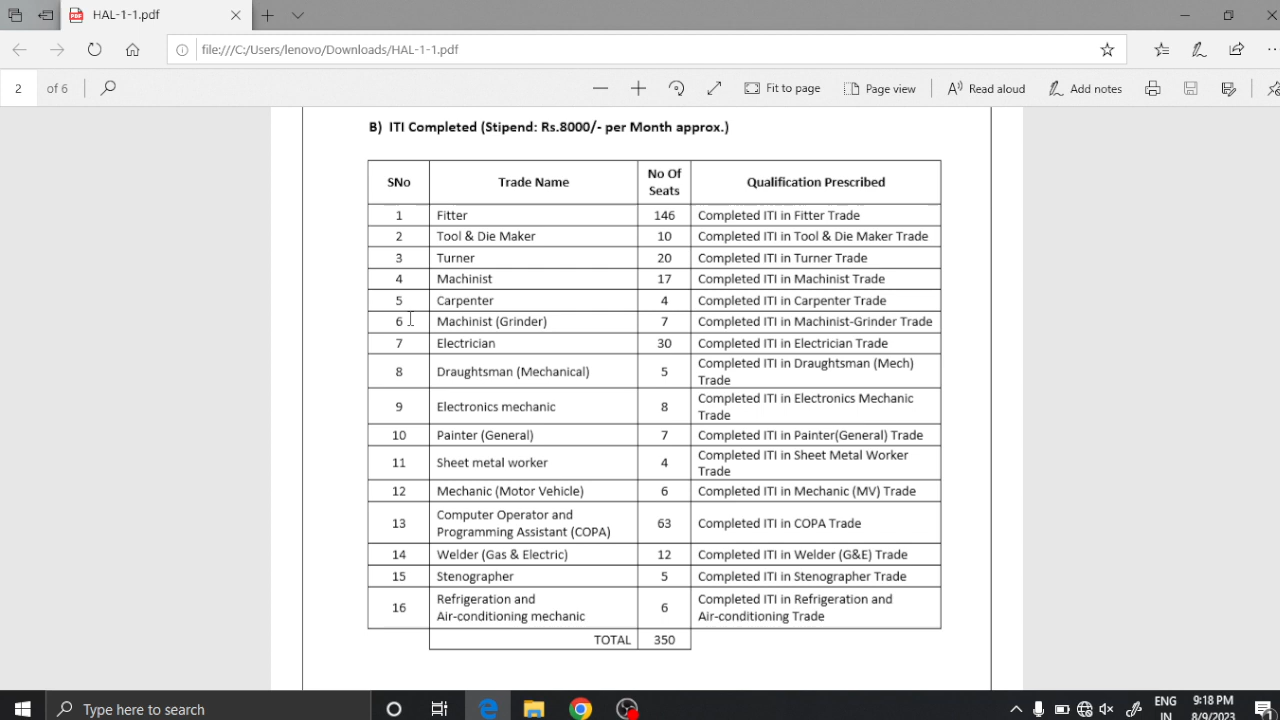 HAL-1-1.pdf
file:///C:/Users/lenovo/Downloads/HAL-1-1.pdf
2 of 6 Fit to page Page view Read aloud Add notes
B) ITI Completed (Stipend: Rs.8000/- per Month approx.)
SNo Trade Name No Of Seats Qualification Prescribed
1 Fitter 146 Completed ITI in Fitter Trade
2 Tool & Die Maker 10 Completed ITI in Tool & Die Maker Trade
3 Turner 20 Completed ITI in Turner Trade
4 Machinist 17 Completed ITI in Machinist Trade
5 Carpenter 4 Completed ITI in Carpenter Trade
6 Machinist (Grinder) 7 Completed ITI in Machinist-Grinder Trade
7 Electrician 30 Completed ITI in Electrician Trade
8 Draughtsman (Mechanical) 5 Completed ITI in Draughtsman (Mech)
Trade
9 Electronics mechanic 8 Completed ITI in Electronics Mechanic
Trade
10 Painter (General) 7 Completed ITI in Painter(General) Trade
11 Sheet metal worker 4 Completed ITI in Sheet Metal Worker
Trade
12 Mechanic (Motor Vehicle) 6 Completed ITI in Mechanic (MV) Trade
13 Computer Operator and
Programming Assistant (COPA) 63 Completed ITI in COPA Trade
14 Welder (Gas & Electric) 12 Completed ITI in Welder (G&E) Trade
15 Stenographer 5 Completed ITI in Stenographer Trade
16 Refrigeration and
Air-conditioning mechanic 6 Completed ITI in Refrigeration and
Air-conditioning Trade
TOTAL 350
Type here to search
ENG
IN
9:18 PM
8/9/2023